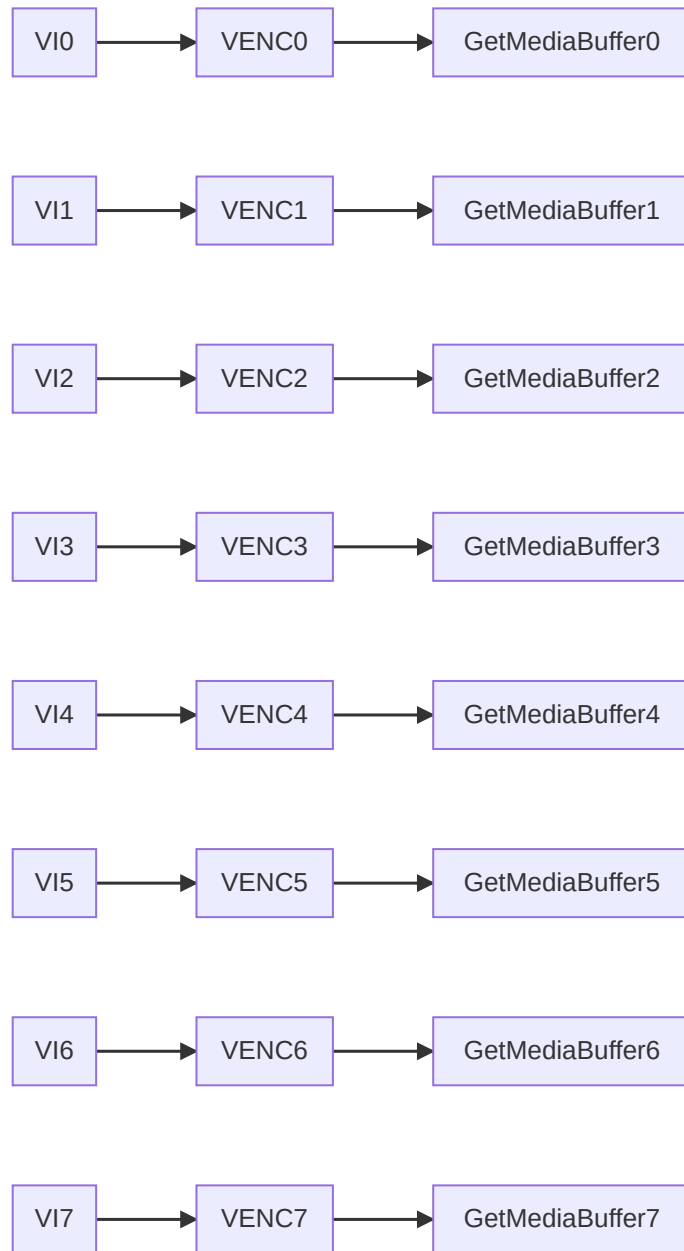 VI0 VENC0 GetMediaBuffer0
VI1 VENC1 GetMediaBuffer1
VI2 VENC2 GetMediaBuffer2
VI3 VENC3 GetMediaBuffer3
VI4 VENC4 GetMediaBuffer4
VI5 VENC5 GetMediaBuffer5
VI6 VENC6 GetMediaBuffer6
VI7 VENC7 GetMediaBuffer7